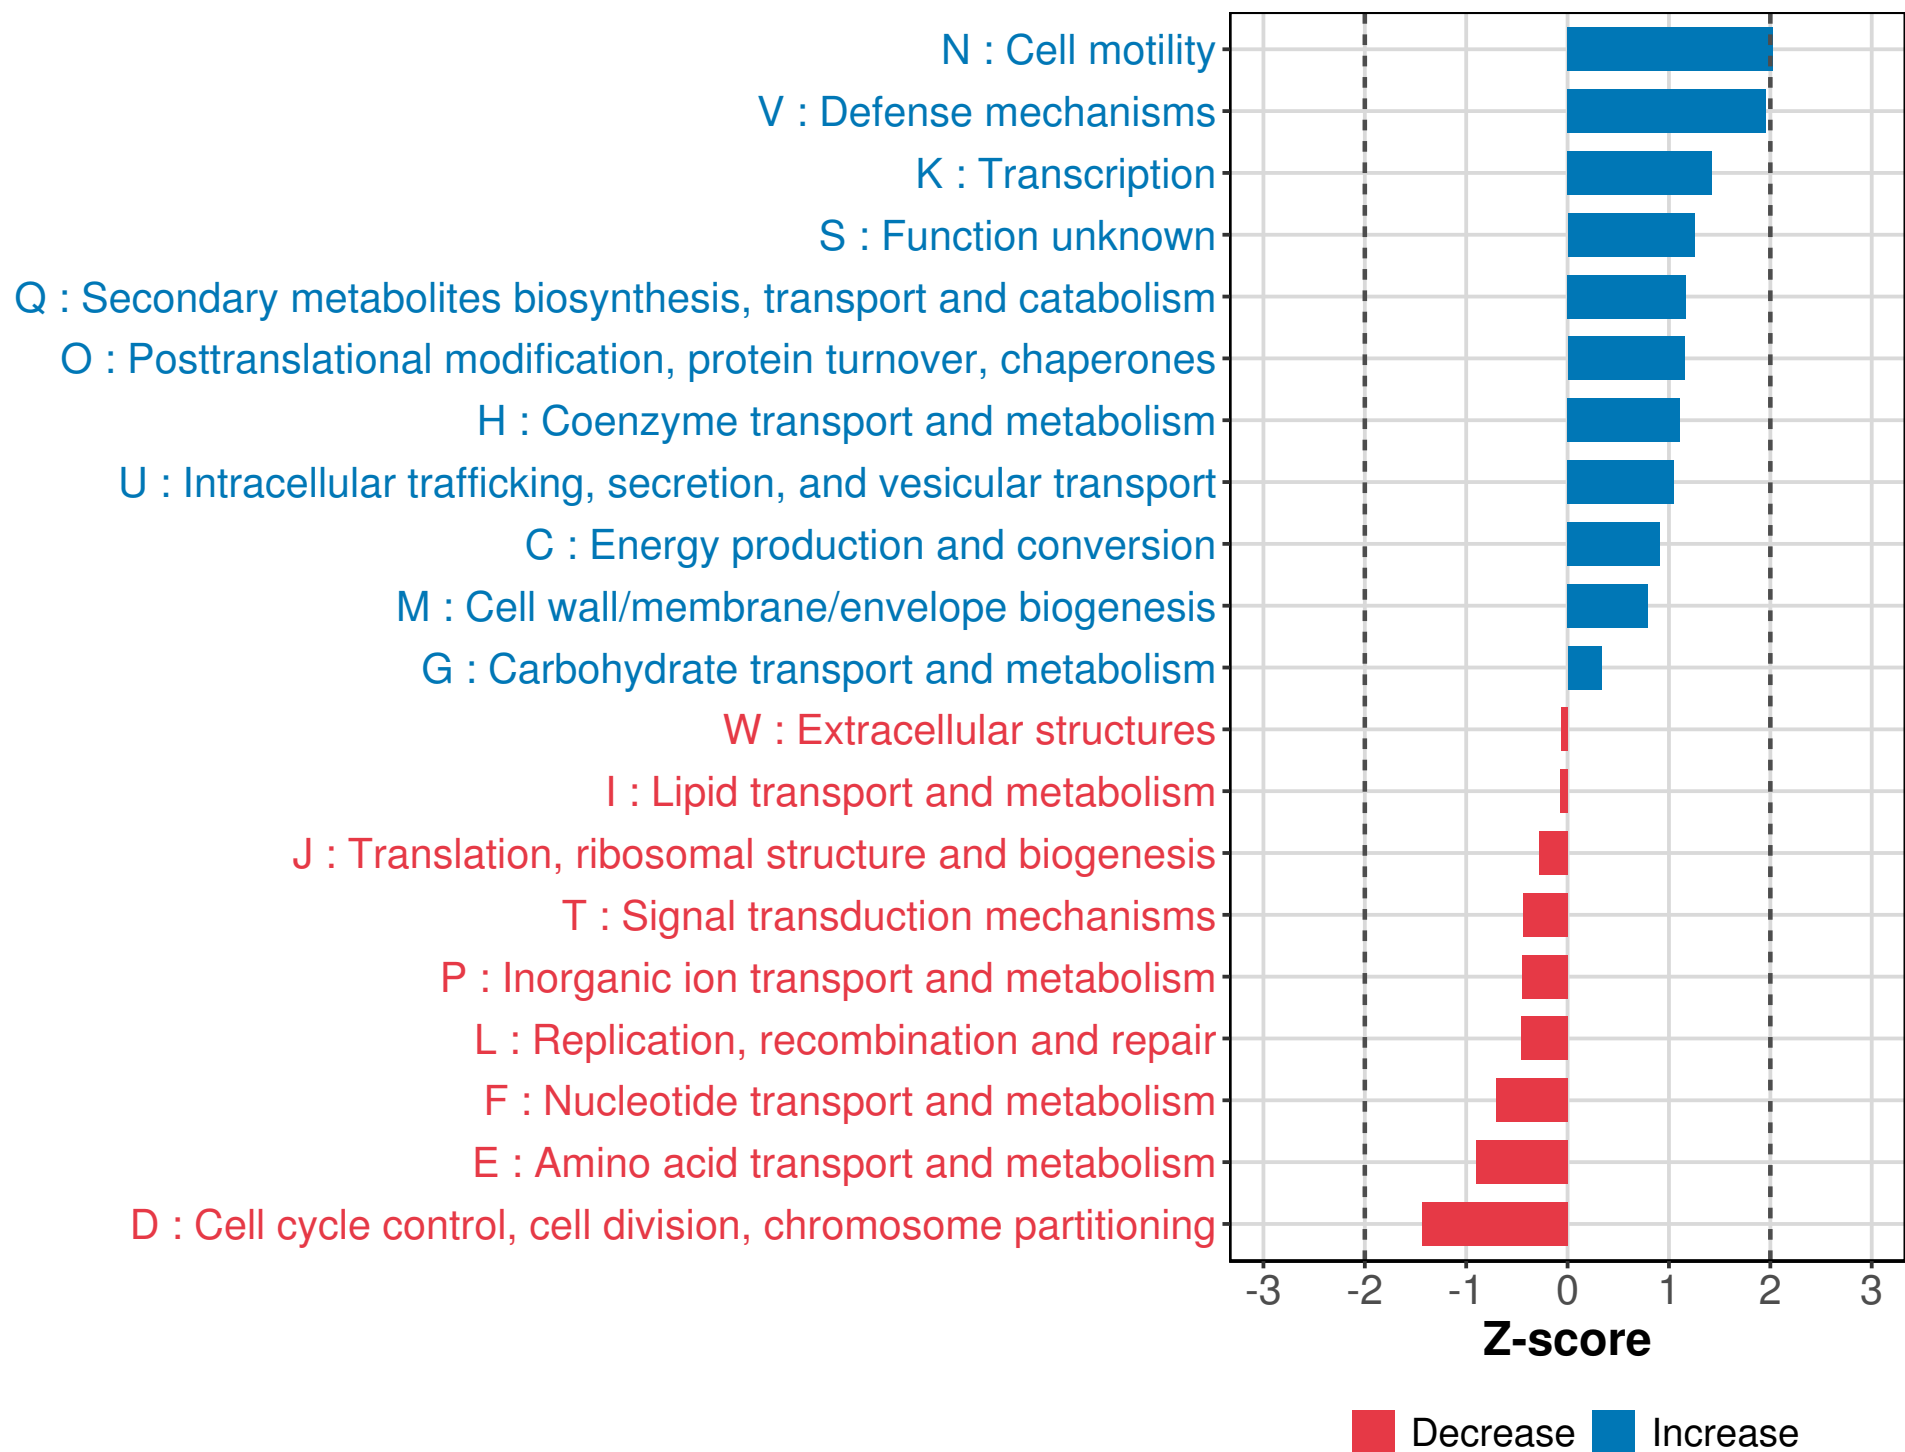 N : Cell motility
V : Defense mechanisms
K : Transcription
S : Function unknown
Q : Secondary metabolites biosynthesis, transport and catabolism
O : Posttranslational modification, protein turnover, chaperones
H : Coenzyme transport and metabolism
U : Intracellular trafficking, secretion, and vesicular transport
C : Energy production and conversion
M : Cell wall/membrane/envelope biogenesis
G : Carbohydrate transport and metabolism
W : Extracellular structures
I : Lipid transport and metabolism
J : Translation, ribosomal structure and biogenesis
T : Signal transduction mechanisms
P : Inorganic ion transport and metabolism
L : Replication, recombination and repair
F : Nucleotide transport and metabolism
E : Amino acid transport and metabolism
D : Cell cycle control, cell division, chromosome partitioning
-3 -2 -1 0 1 2 3
Z-score
Decrease Increase